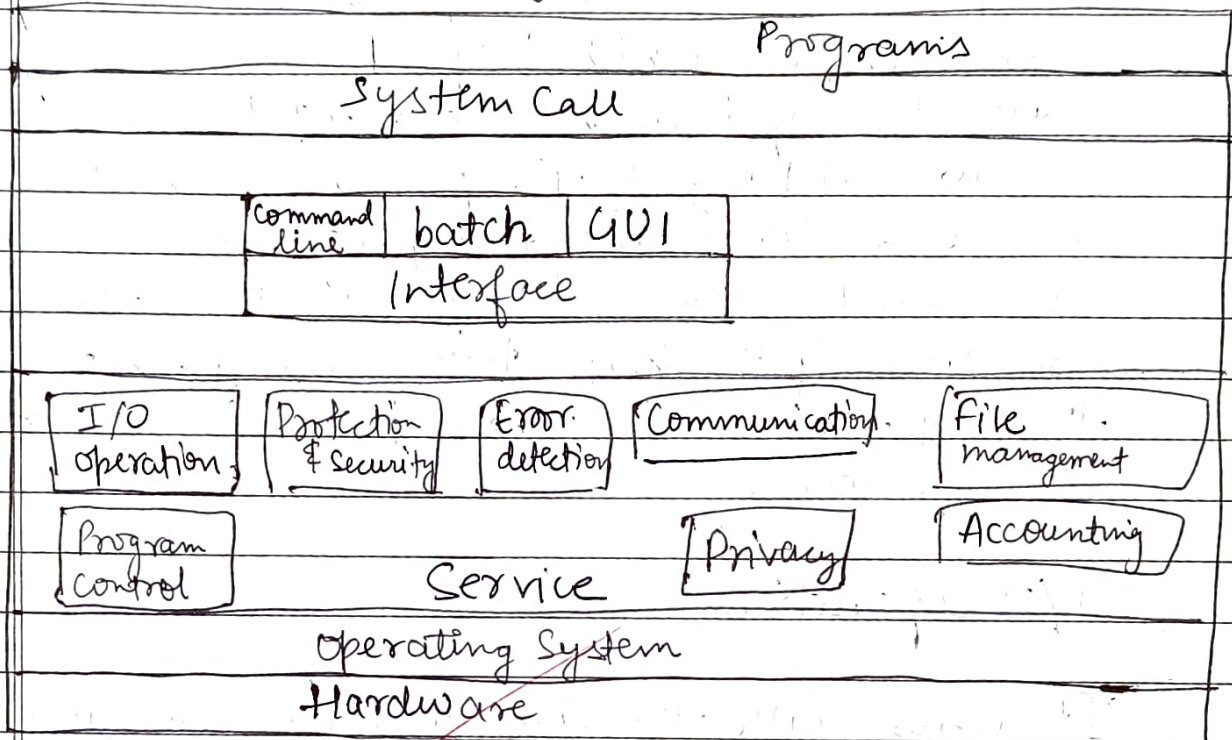 Programs
System Call
Command line
batch
GUI
Interface
I/O operation
Protection & Security
Error detection
Communication
File management
Program control
Service
Privacy
Accounting
Operating System
Hardware